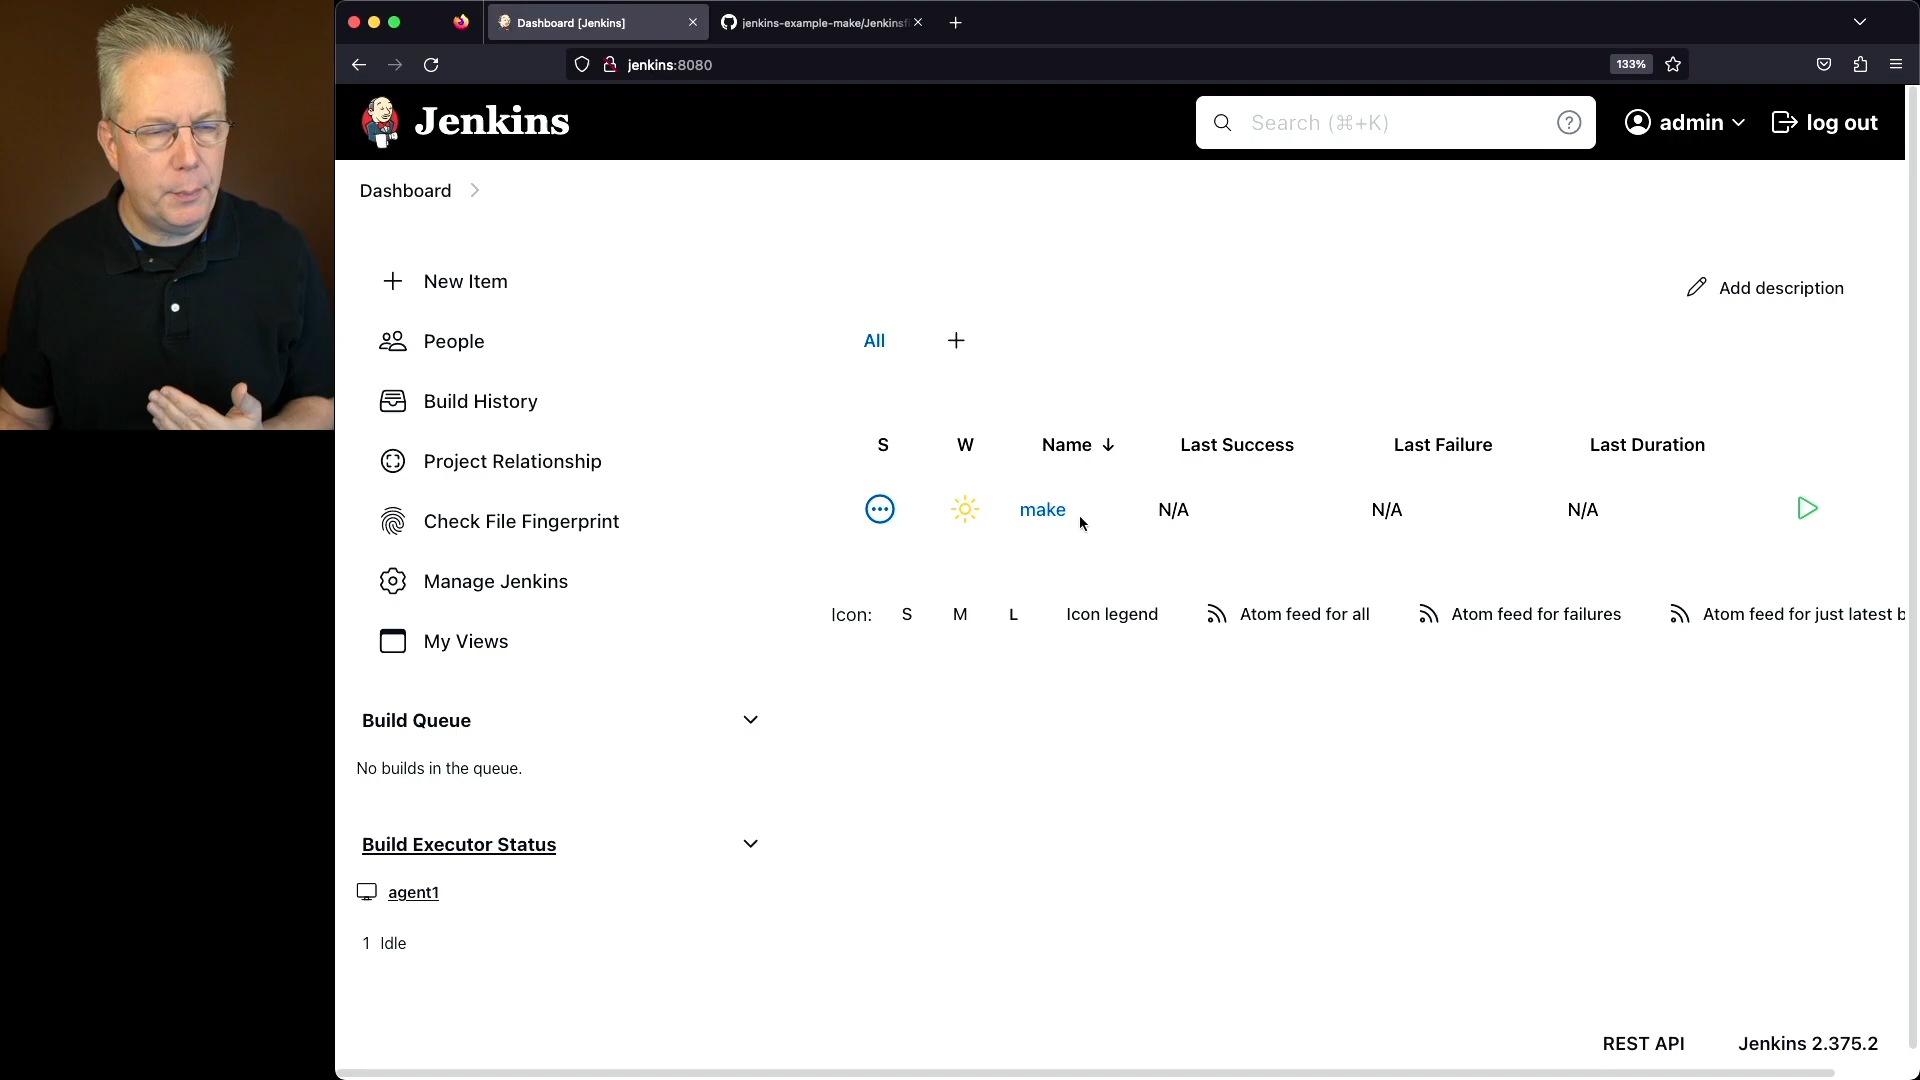 Dashboard [Jenkins]
jenkins-example-make/Jenkinsf
jenkins:8080
133%
Jenkins
Search (⌘+K)
admin
log out
Dashboard
New Item
People
Build History
Project Relationship
Check File Fingerprint
Manage Jenkins
My Views
Add description
All
S W Name ↓ Last Success Last Failure Last Duration
make N/A N/A N/A
Icon: S M L Icon legend Atom feed for all Atom feed for failures Atom feed for just latest b
Build Queue
No builds in the queue.
Build Executor Status
agent1
1 Idle
REST API Jenkins 2.375.2